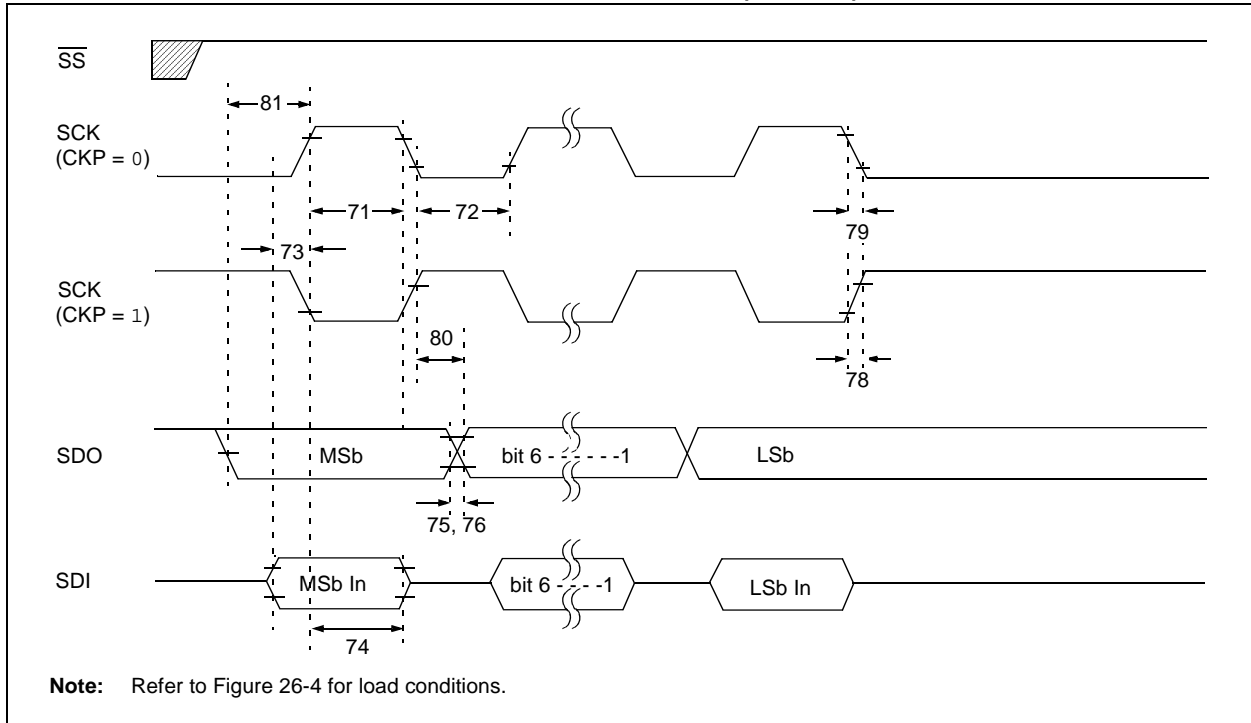 SS
81
SCK
(CKP = 0)
71
72
79
73
SCK
(CKP = 1)
80
78
SDO
MSb
bit 6 - - - - - - -1
LSb
75, 76
SDI
MSb In
bit 6 - - - - -1
LSb In
74
Note: Refer to Figure 26-4 for load conditions.